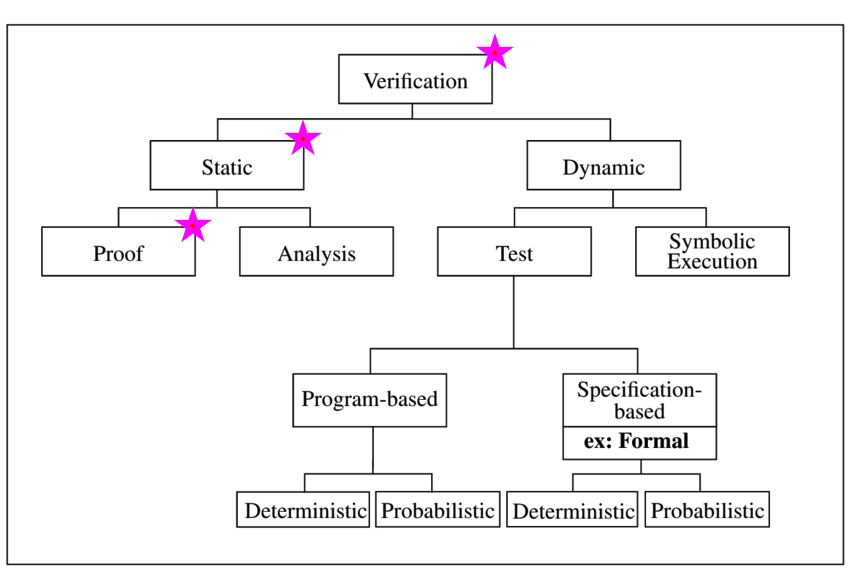 Verification
Static
Dynamic
Proof
Analysis
Test
Symbolic
Execution
Program-based
Specification-
based
ex: Formal
Deterministic
Probabilistic
Deterministic
Probabilistic